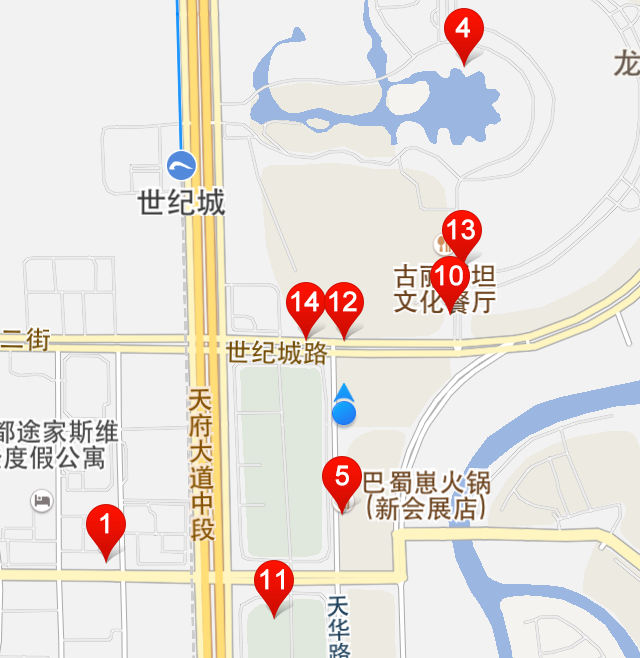 4
龙
世纪城
13
古丽 坦
10
文化餐厅
14
12
二街
世纪城路
天府大道中段
都途家斯维
度假公寓
5
巴蜀崽火锅
(新会展店)
1
11
天华路